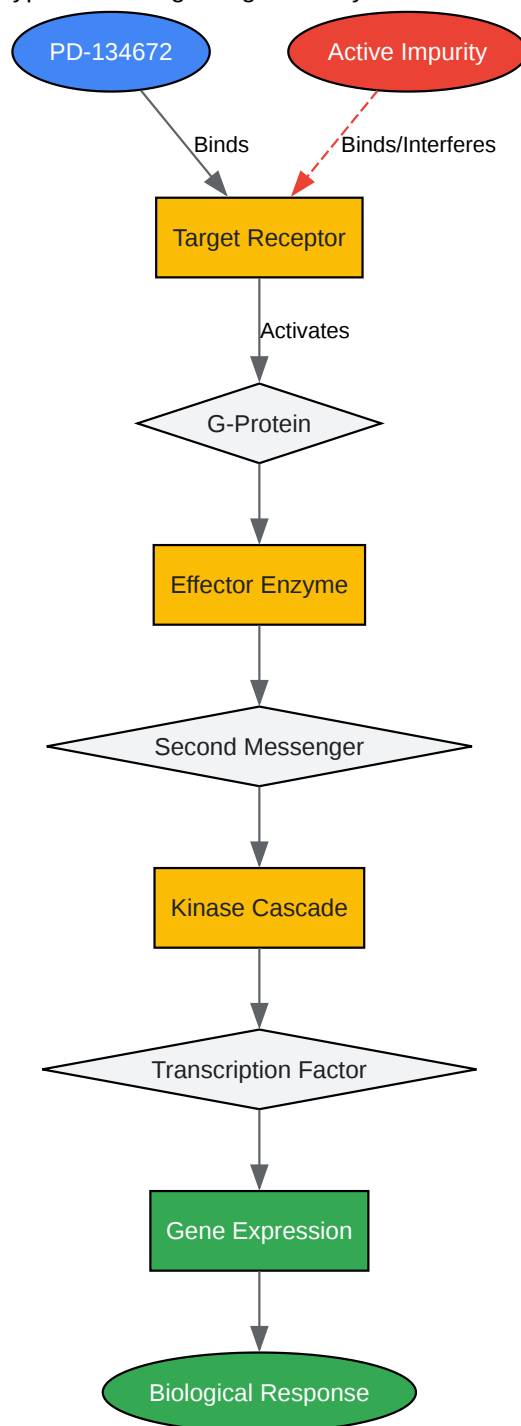 PD-134672
Active Impurity
Binds
Binds/Interferes
Target Receptor
Activates
G-Protein
Effector Enzyme
Second Messenger
Kinase Cascade
Transcription Factor
Gene Expression
Biological Response